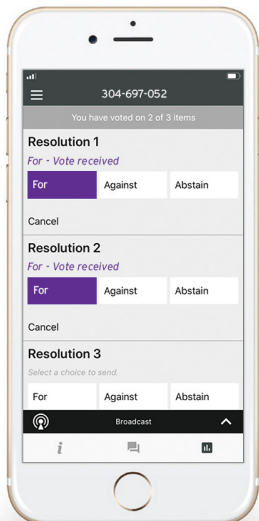 304-697-052
You have voted on 2 of 3 items
Resolution 1
For - Vote received
For Against Abstain
Cancel
Resolution 2
For - Vote received
For Against Abstain
Cancel
Resolution 3
Select a choice to send.
For Against Abstain
Broadcast